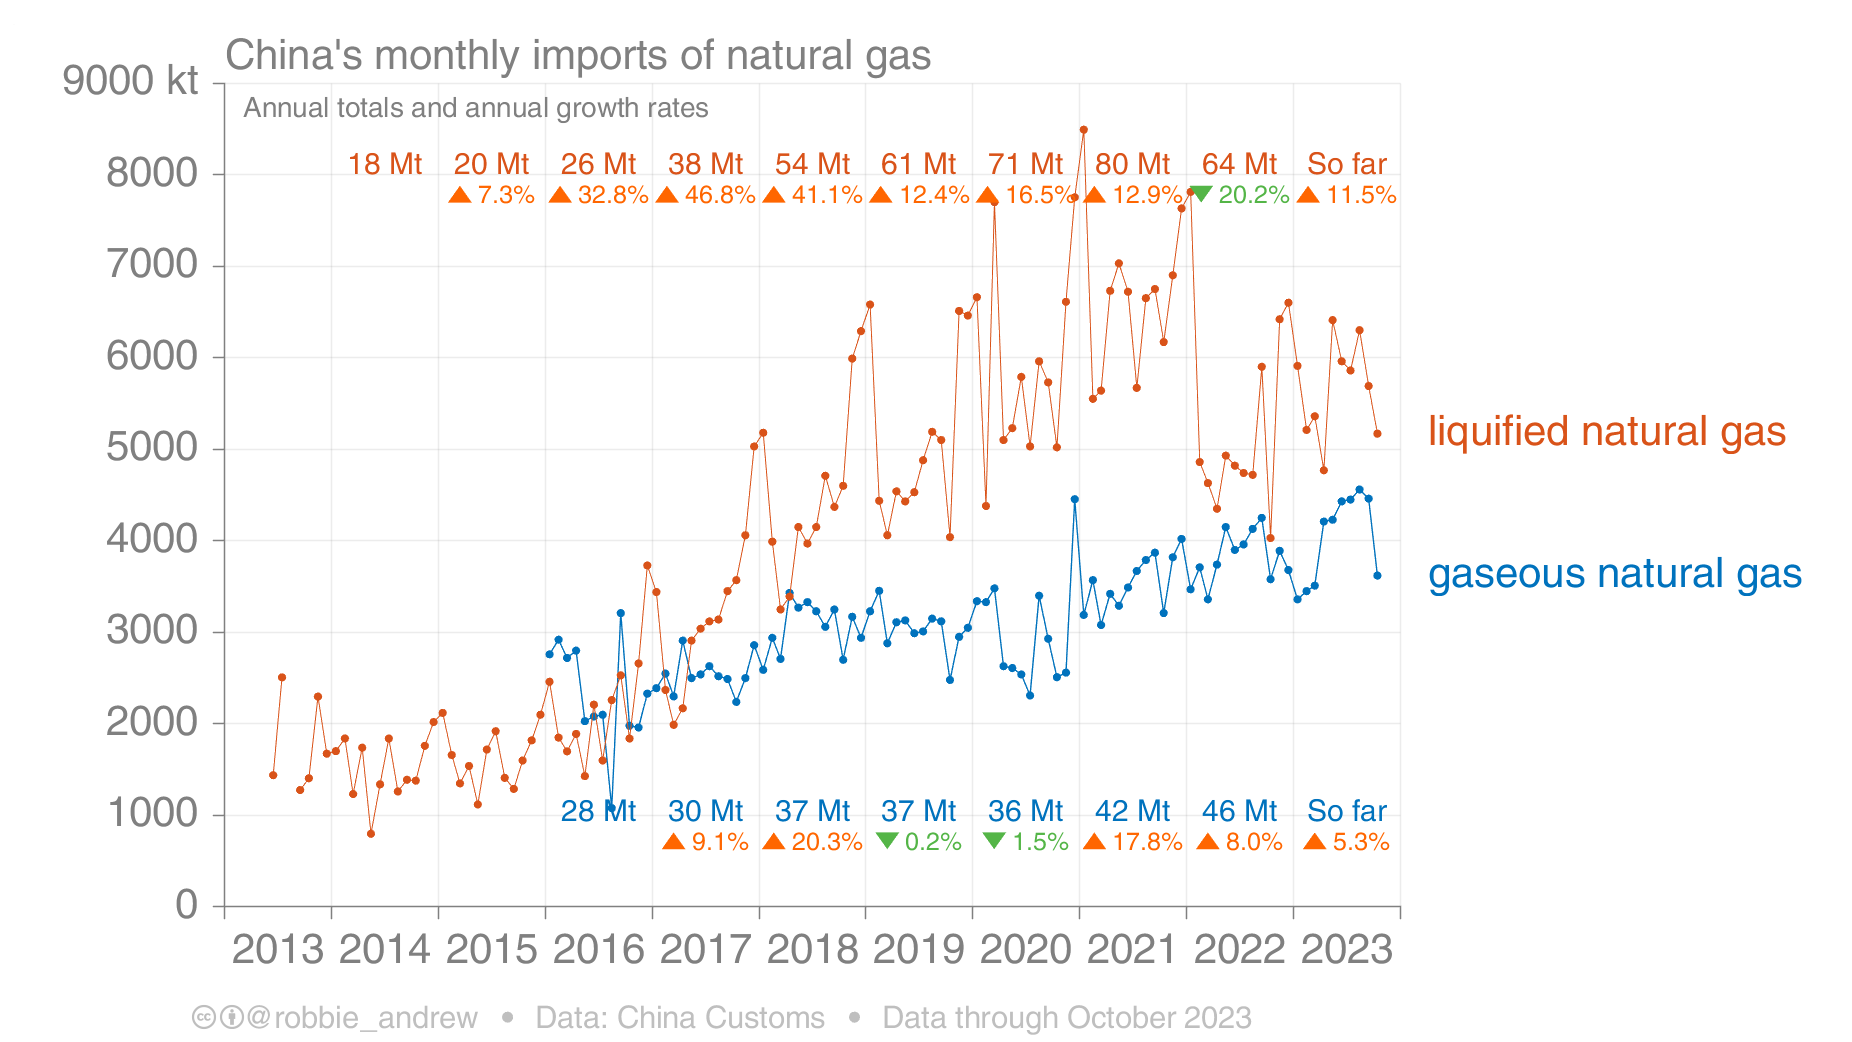 China's monthly imports of natural gas
9000 kt
Annual totals and annual growth rates
18 Mt 20 Mt 26 Mt 38 Mt 54 Mt 61 Mt 71 Mt 80 Mt 64 Mt So far
8000
▲ 7.3% ▲ 32.8% ▲ 46.8% ▲ 41.1% ▲ 12.4% ▲ 16.5% ▲ 12.9% ▼ 20.2% ▲ 11.5%
7000
6000
5000
liquified natural gas
4000
gaseous natural gas
3000
2000
1000
28 Mt 30 Mt 37 Mt 37 Mt 36 Mt 42 Mt 46 Mt So far
▲ 9.1% ▲ 20.3% ▼ 0.2% ▼ 1.5% ▲ 17.8% ▲ 8.0% ▲ 5.3%
0
2013 2014 2015 2016 2017 2018 2019 2020 2021 2022 2023
@robbie_andrew • Data: China Customs • Data through October 2023